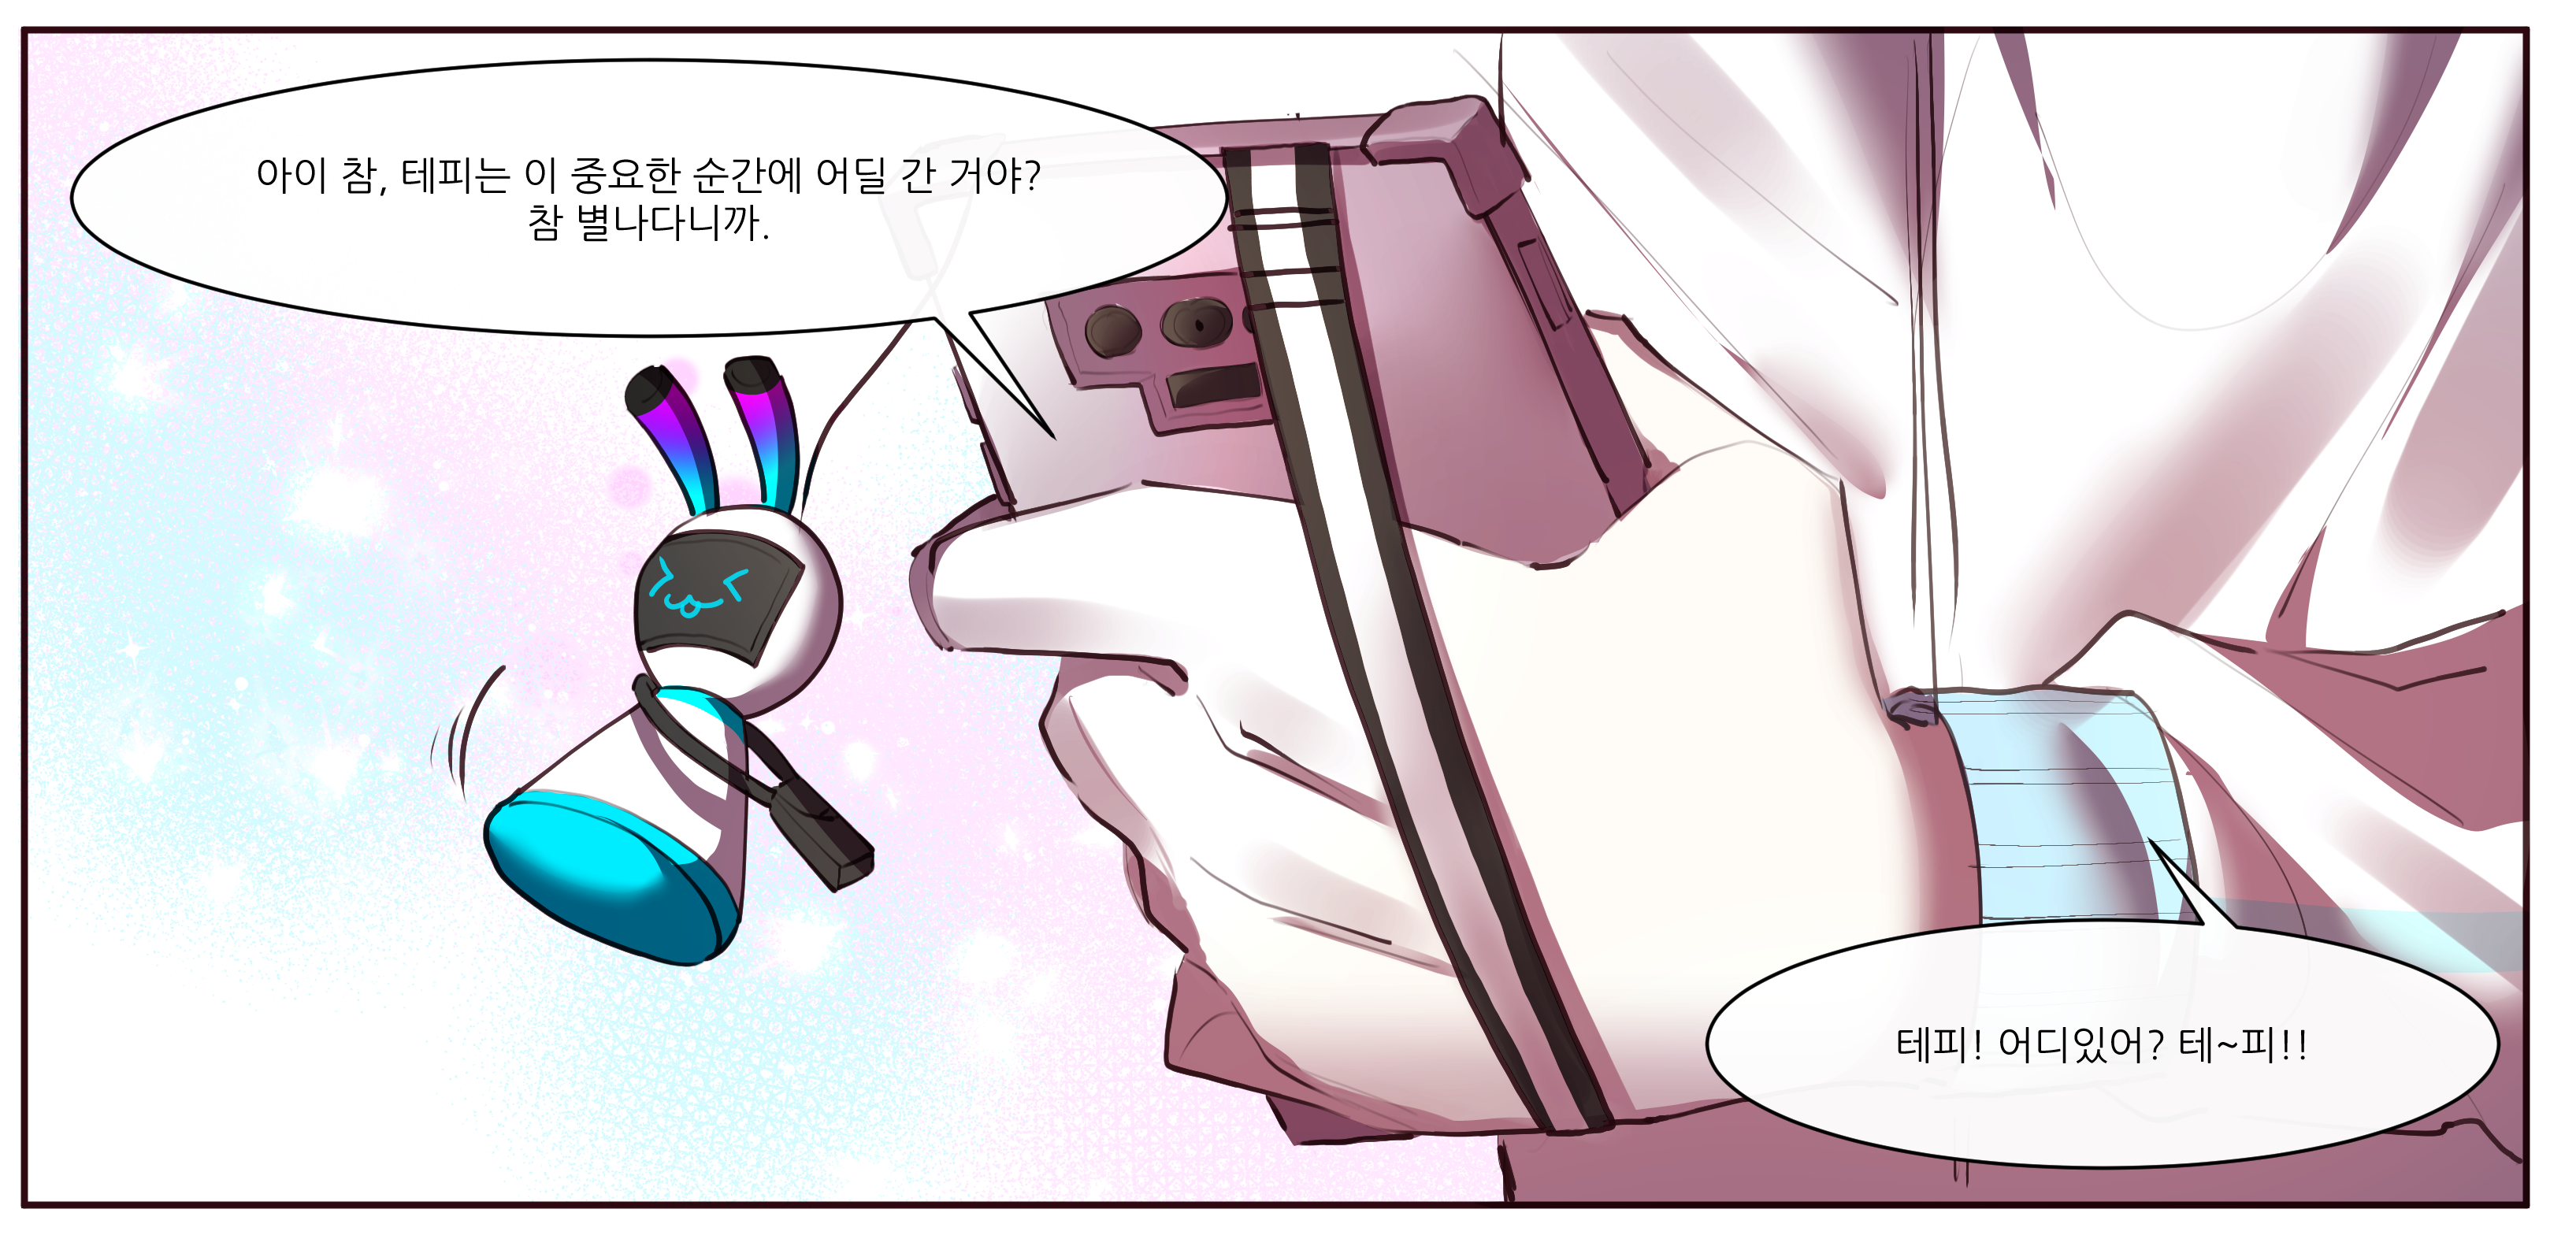 아이 참, 테피는 이 중요한 순간에 어딜 간 거야?
참 별나다니까.
테피! 어디있어? 테~피!!